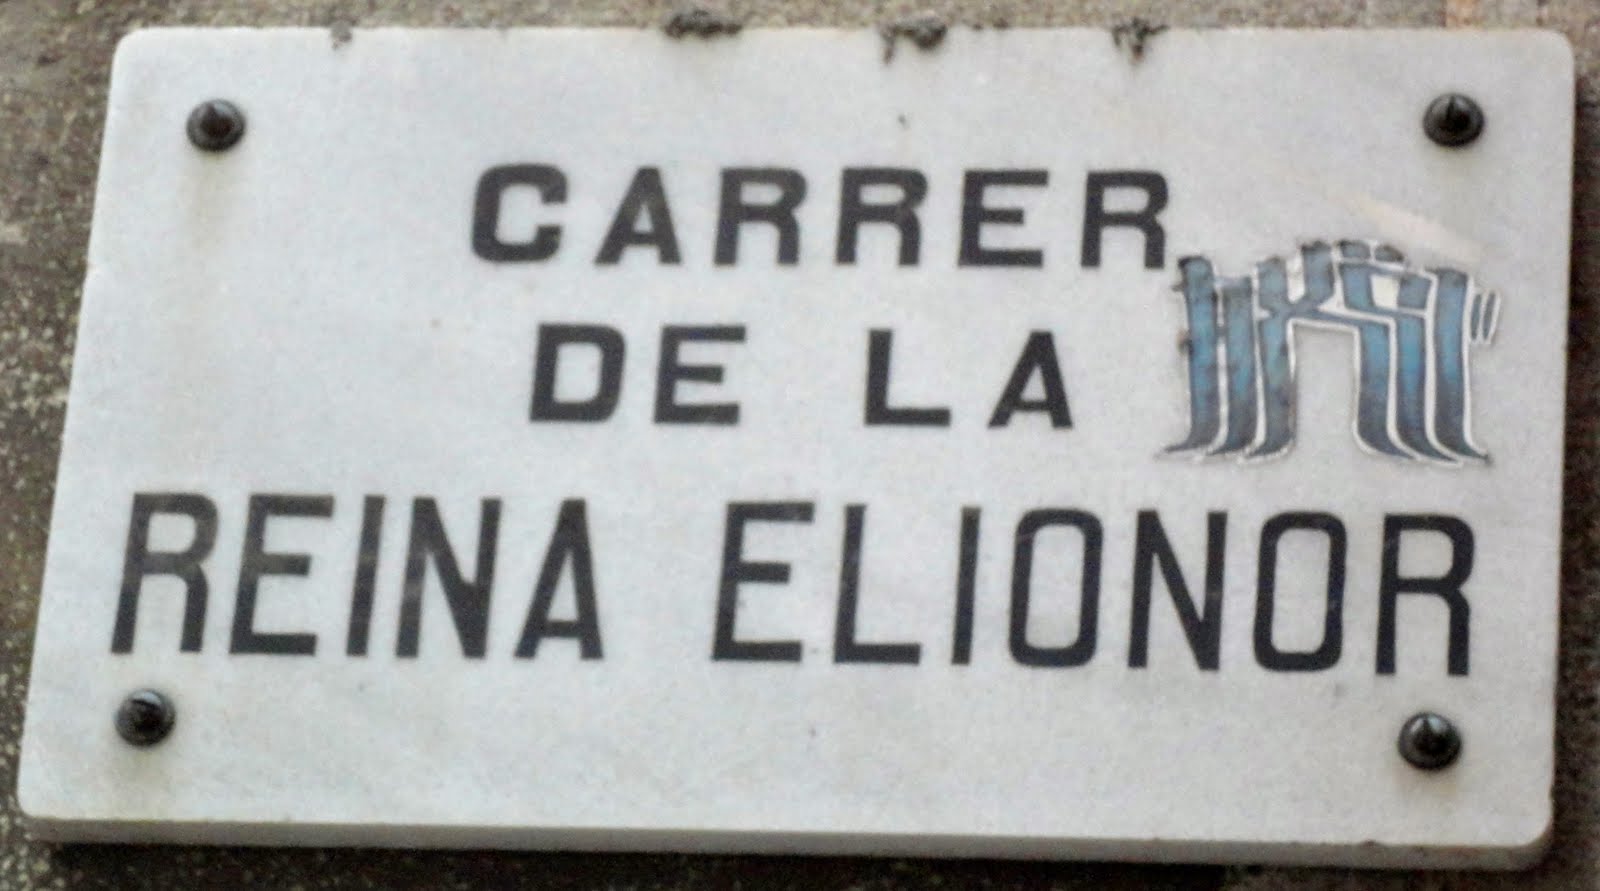 CARRER
DE LA
REINA ELIONOR